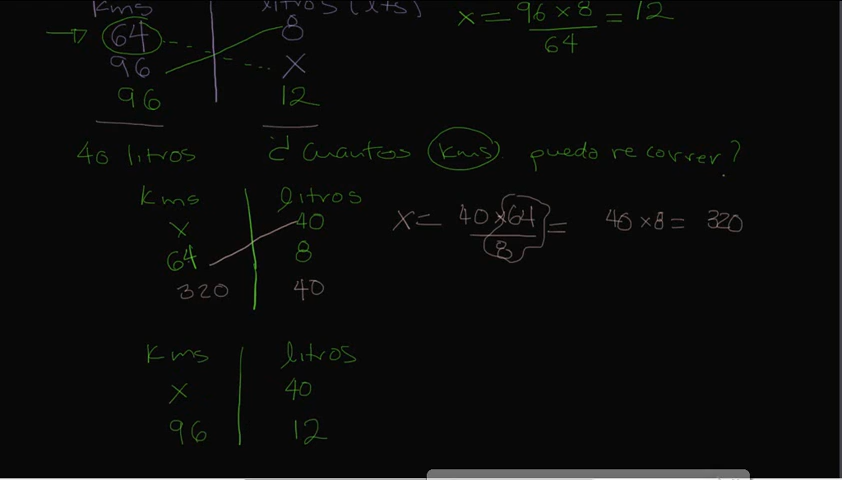 kms litros (lts)
64 8
96 X
96 12
x = 96 x 8 / 64 = 12
40 litros ¿ cuantos kms puedo recorrer?
kms litros
x 40
64 8
320 40
x = 40 x 64 / 8 = 40 x 8 = 320
kms litros
x 40
96 12